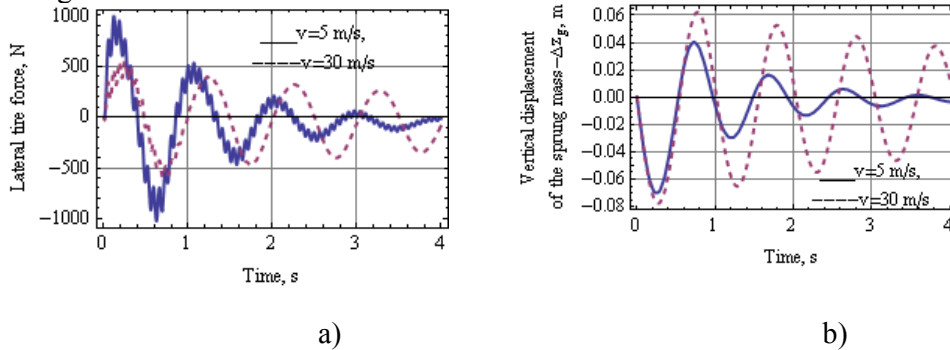 Lateral tire force, N
1000
500
0
−500
−1000
v=5 m/s,
v=30 m/s
0 1 2 3 4
Time, s
a)
Vertical displacement
of the sprung mass−Δzg, m
0.06
0.04
0.02
0.00
−0.02
−0.04
−0.06
−0.08
v=5 m/s,
v=30 m/s
0 1 2 3 4
Time, s
b)